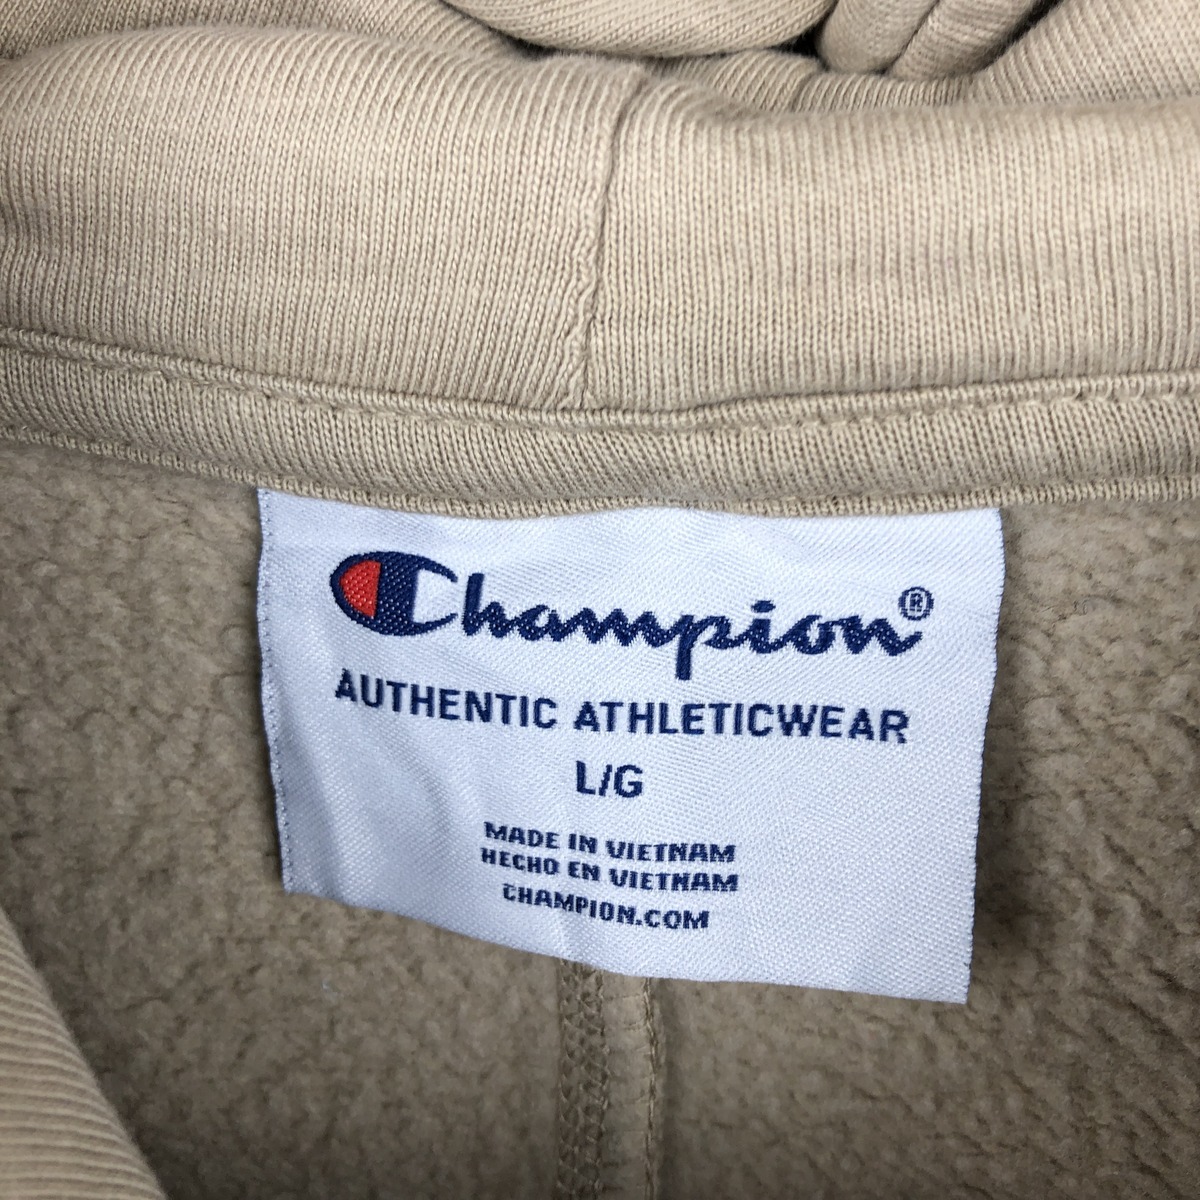 Champion®
AUTHENTIC ATHLETICWEAR
L/G
MADE IN VIETNAM
HECHO EN VIETNAM
CHAMPION.COM